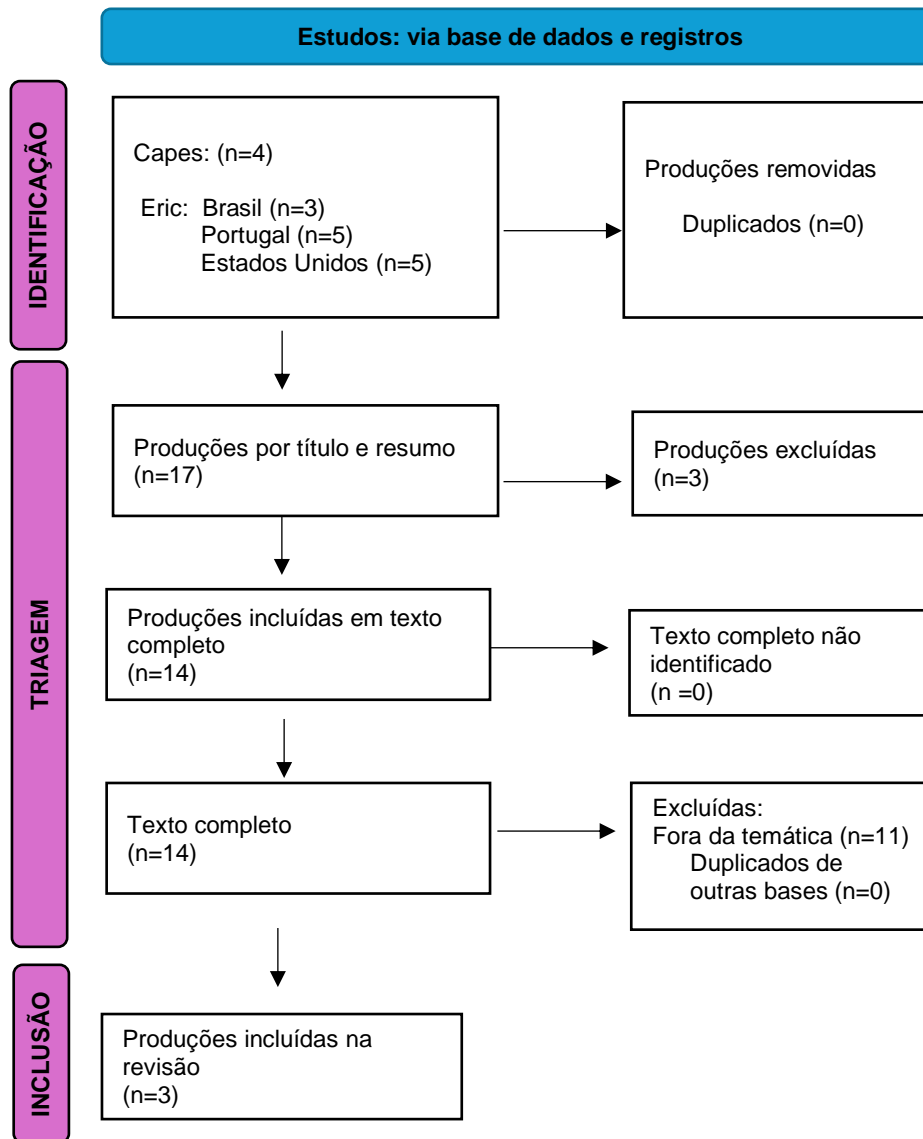 Estudos: via base de dados e registros
IDENTIFICAÇÃO
Capes: (n=4)
Eric: Brasil (n=3)
Portugal (n=5)
Estados Unidos (n=5)
Produções removidas
Duplicados (n=0)
TRIAGEM
Produções por título e resumo
(n=17)
Produções excluídas
(n=3)
Produções incluídas em texto
completo
(n=14)
Texto completo não
identificado
(n =0)
Texto completo
(n=14)
Excluídas:
Fora da temática (n=11)
Duplicados de
outras bases (n=0)
INCLUSÃO
Produções incluídas na
revisão
(n=3)